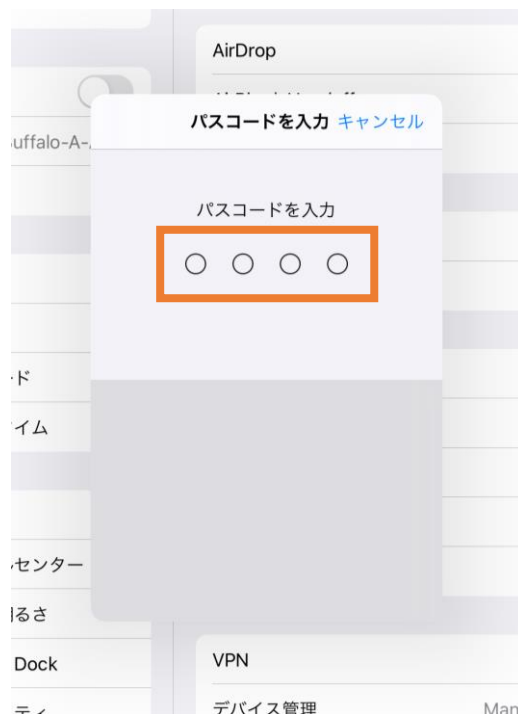 AirDrop
パスコードを入力 キャンセル
uffalo-A-
パスコードを入力
ード
イム
センター
るさ
Dock
VPN
ティ
デバイス管理
Man